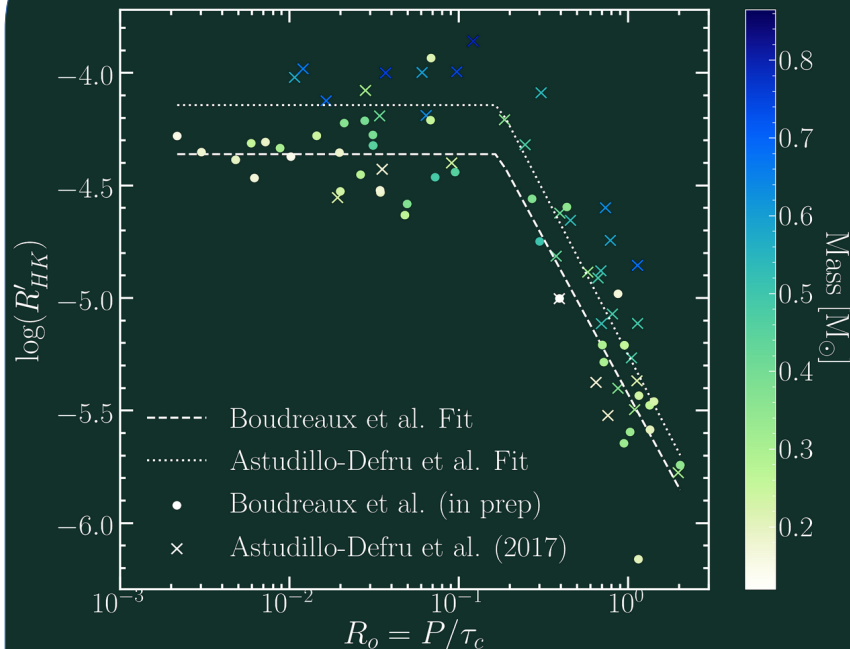 −4.0
−4.5
−5.0
−5.5
−6.0
log(R′HK)
Boudreaux et al. Fit
Astudillo-Defru et al. Fit
Boudreaux et al. (in prep)
Astudillo-Defru et al. (2017)
10⁻³
10⁻²
10⁻¹
10⁰
Rₒ = P/τ_c
0.8
0.7
0.6
0.5
0.4
0.3
0.2
Mass [M⊙]